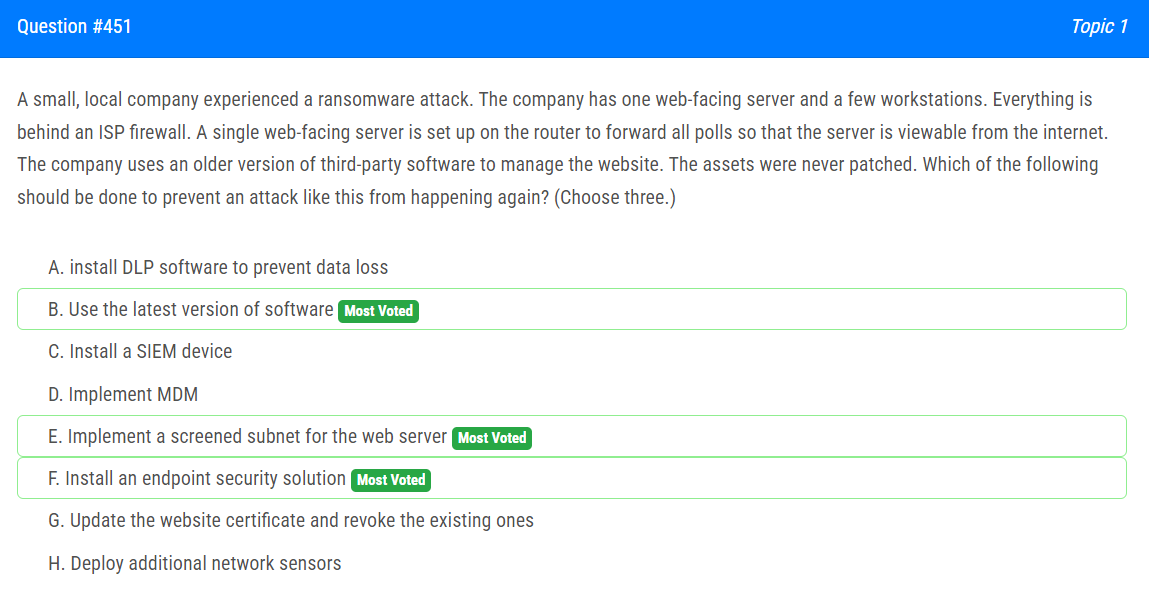 Question #451
Topic 1
A small, local company experienced a ransomware attack. The company has one web-facing server and a few workstations. Everything is
behind an ISP firewall. A single web-facing server is set up on the router to forward all polls so that the server is viewable from the internet.
The company uses an older version of third-party software to manage the website. The assets were never patched. Which of the following
should be done to prevent an attack like this from happening again? (Choose three.)
A. install DLP software to prevent data loss
B. Use the latest version of software Most Voted
C. Install a SIEM device
D. Implement MDM
E. Implement a screened subnet for the web server Most Voted
F. Install an endpoint security solution Most Voted
G. Update the website certificate and revoke the existing ones
H. Deploy additional network sensors